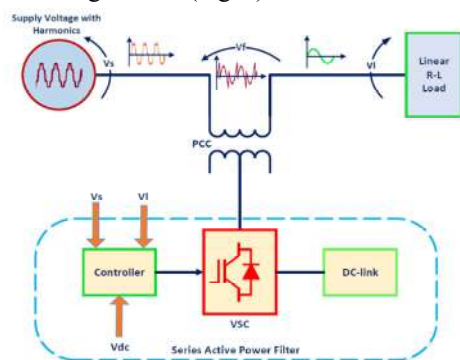 Supply Voltage with
Harmonics
Vs
Vf
Vl
Linear
R-L
Load
PCC
Vs
Vl
Controller
VSC
DC-link
Vdc
Series Active Power Filter